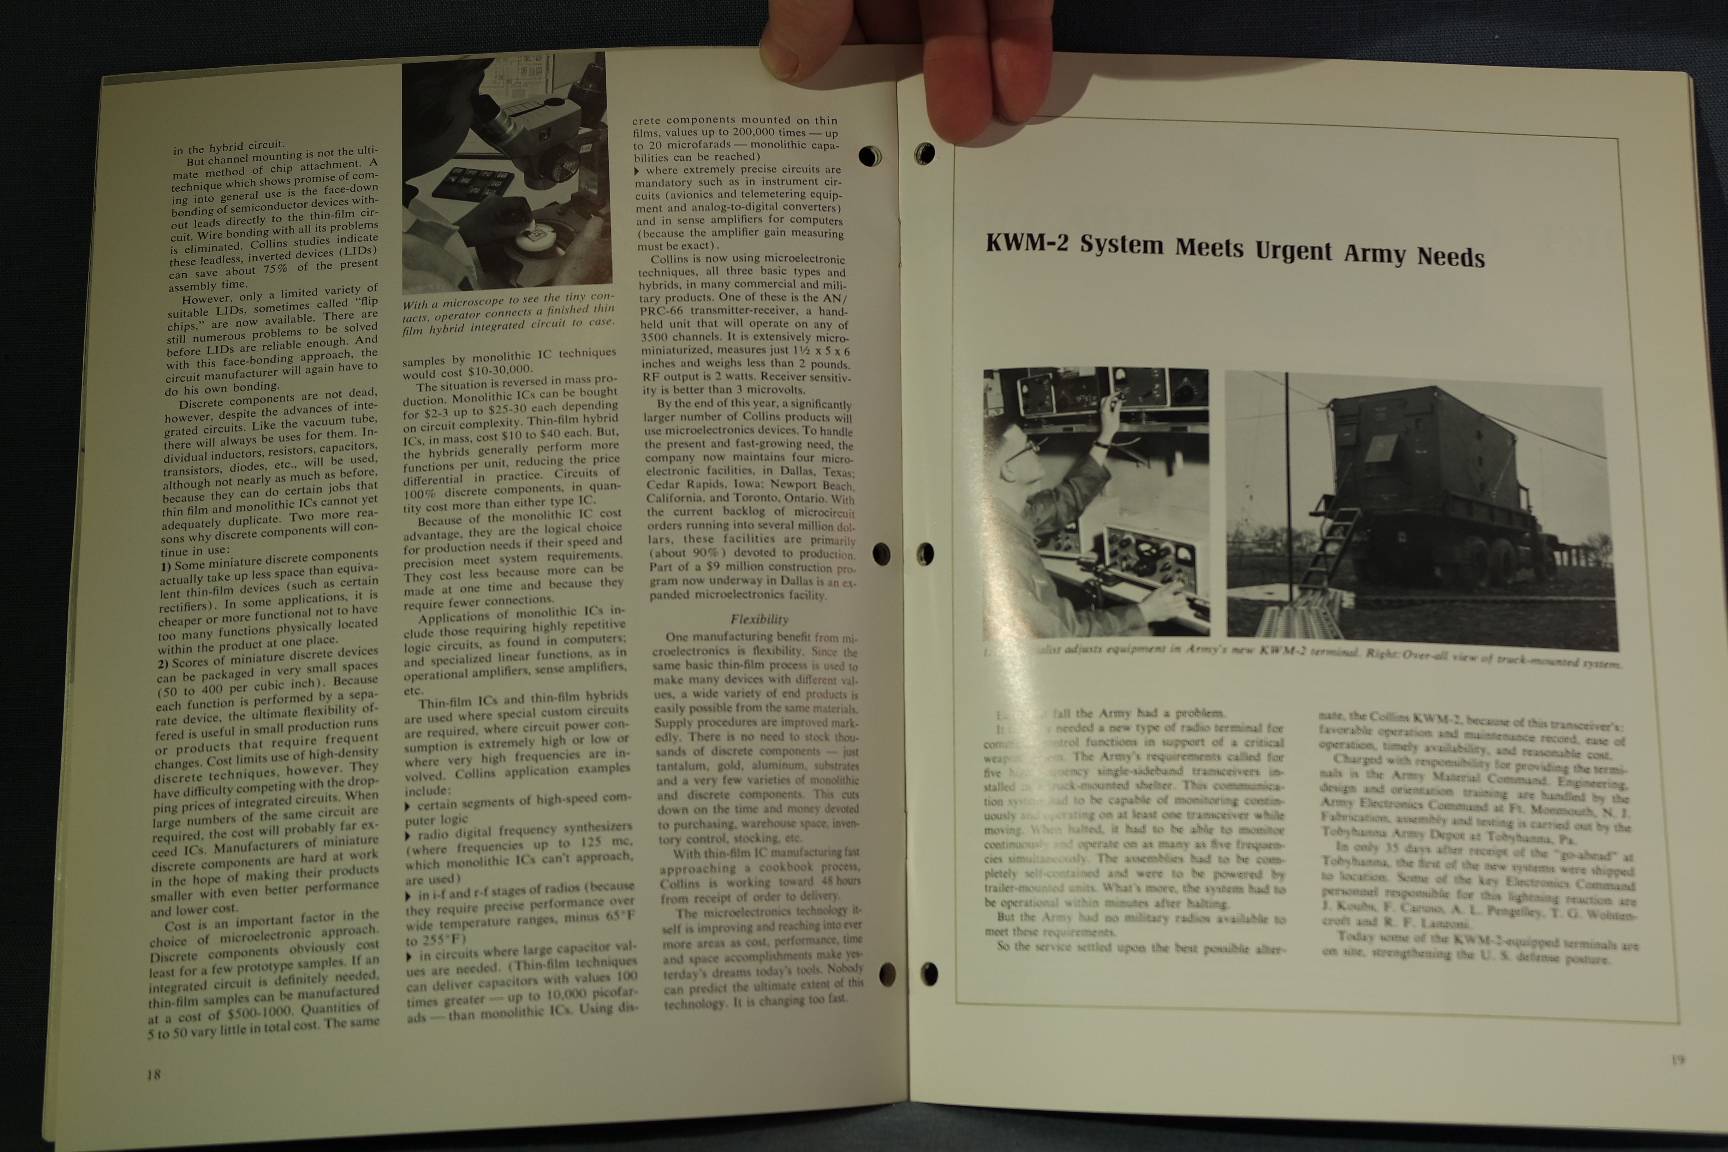 in the hybrid circuit.
But channel mounting is not the ulti-
mate method of chip attachment. A
technique which shows promise of com-
ing into general use is the face-down
bonding of semiconductor devices with-
out leads directly to the thin-film cir-
cuit. Wire bonding with all its problems
is eliminated. Collins studies indicate
these leadless, inverted devices (LIDs)
can save about 75% of the present
assembly time.
However, only a limited variety of
suitable LIDs, sometimes called "flip
chips," are now available. There are
still numerous problems to be solved
before LIDs are reliable enough. And
with this face-bonding approach, the
circuit manufacturer will again have to
do his own bonding.
Discrete components are not dead,
however, despite the advances of inte-
grated circuits. Like the vacuum tube,
there will always be uses for them. In-
dividual inductors, resistors, capacitors,
transistors, diodes, etc., will be used,
although not nearly as much as before,
because they can do certain jobs that
thin film and monolithic ICs cannot yet
adequately duplicate. Two more rea-
sons why discrete components will con-
tinue in use:
1) Some miniature discrete components
actually take up less space than equiva-
lent thin-film devices (such as certain
rectifiers). In some applications, it is
cheaper or more functional not to have
too many functions physically located
within the product at one place.
2) Scores of miniature discrete devices
can be packaged in very small spaces
(50 to 400 per cubic inch). Because
each function is performed by a sepa-
rate device, the ultimate flexibility of-
fered is useful in small production runs
or products that require frequent
changes. Cost limits use of high-density
discrete techniques, however. They
have difficulty competing with the drop-
ping prices of integrated circuits. When
large numbers of the same circuit are
required, the cost will probably far ex-
ceed ICs. Manufacturers of miniature
discrete components are hard at work
in the hope of making their products
smaller with even better performance
and lower cost.
Cost is an important factor in the
choice of microelectronic approach.
Discrete components obviously cost
least for a few prototype samples. If an
integrated circuit is definitely needed,
thin-film samples can be manufactured
at a cost of $500-1000. Quantities of
5 to 50 vary little in total cost. The same
18
With a microscope to see the tiny con-
tacts, operator connects a finished thin
film hybrid integrated circuit to case.
samples by monolithic IC techniques
would cost $10-30,000.
The situation is reversed in mass pro-
duction. Monolithic ICs can be bought
for $2-3 up to $25-30 each depending
on circuit complexity. Thin-film hybrid
ICs, in mass, cost $10 to $40 each. But,
the hybrids generally perform more
functions per unit, reducing the price
differential in practice. Circuits of
100% discrete components, in quan-
tity cost more than either type IC.
Because of the monolithic IC cost
advantage, they are the logical choice
for production needs if their speed and
precision meet system requirements.
They cost less because more can be
made at one time and because they
require fewer connections.
Applications of monolithic ICs in-
clude those requiring highly repetitive
logic circuits, as found in computers;
and specialized linear functions, as in
operational amplifiers, sense amplifiers,
etc.
Thin-film ICs and thin-film hybrids
are used where special custom circuits
are required, where circuit power con-
sumption is extremely high or low or
where very high frequencies are in-
volved. Collins application examples
include:
▶ certain segments of high-speed com-
puter logic
▶ radio digital frequency synthesizers
(where frequencies up to 125 mc,
which monolithic ICs can't approach,
are used)
▶ in i-f and r-f stages of radios (because
they require precise performance over
wide temperature ranges, minus 65°F
to 255°F)
▶ in circuits where large capacitor val-
ues are needed. (Thin-film techniques
can deliver capacitors with values 100
times greater — up to 10,000 picofar-
ads — than monolithic ICs. Using dis-
crete components mounted on thin
films, values up to 200,000 times — up
to 20 microfarads — monolithic capa-
bilities can be reached)
▶ where extremely precise circuits are
mandatory such as in instrument cir-
cuits (avionics and telemetering equip-
ment and analog-to-digital converters)
and in sense amplifiers for computers
(because the amplifier gain measuring
must be exact).
Collins is now using microelectronic
techniques, all three basic types and
hybrids, in many commercial and mili-
tary products. One of these is the AN/
PRC-66 transmitter-receiver, a hand-
held unit that will operate on any of
3500 channels. It is extensively micro-
miniaturized, measures just 1½ x 5 x 6
inches and weighs less than 2 pounds.
RF output is 2 watts. Receiver sensitiv-
ity is better than 3 microvolts.
By the end of this year, a significantly
larger number of Collins products will
use microelectronics devices. To handle
the present and fast-growing need, the
company now maintains four micro-
electronic facilities, in Dallas, Texas;
Cedar Rapids, Iowa; Newport Beach,
California, and Toronto, Ontario. With
the current backlog of microcircuit
orders running into several million dol-
lars, these facilities are primarily
(about 90%) devoted to production.
Part of a $9 million construction pro-
gram now underway in Dallas is an ex-
panded microelectronics facility.
Flexibility
One manufacturing benefit from mi-
croelectronics is flexibility. Since the
same basic thin-film process is used to
make many devices with different val-
ues, a wide variety of end products is
easily possible from the same materials.
Supply procedures are improved mark-
edly. There is no need to stock thou-
sands of discrete components — just
tantalum, gold, aluminum, substrates
and a very few varieties of monolithic
and discrete components. This cuts
down on the time and money devoted
to purchasing, warehouse space, inven-
tory control, stocking, etc.
With thin-film IC manufacturing fast
approaching a cookbook process,
Collins is working toward 48 hours
from receipt of order to delivery.
The microelectronics technology it-
self is improving and reaching into ever
more areas as cost, performance, time
and space accomplishments make yes-
terday's dreams today's tools. Nobody
can predict the ultimate extent of this
technology. It is changing too fast.
KWM-2 System Meets Urgent Army Needs
adjusts equipment in Army's new KWM-2 terminal. Right: Over-all view of truck-mounted system.
fall the Army had a problem.
It needed a new type of radio terminal for
control functions in support of a critical
The Army's requirements called for
five single-sideband transceivers in-
stalled in a truck-mounted shelter. This communica-
tion system had to be capable of monitoring contin-
uously and operating on at least one transceiver while
moving. When halted, it had to be able to monitor
continuously and operate on as many as five frequen-
cies simultaneously. The assemblies had to be com-
pletely self-contained and were to be powered by
trailer-mounted units. What's more, the system had to
be operational within minutes after halting.
But the Army had no military radios available to
meet these requirements.
So the service settled upon the best possible alter-
nate, the Collins KWM-2, because of this transceiver's:
favorable operation and maintenance record, ease of
operation, timely availability, and reasonable cost.
Charged with responsibility for providing the termi-
nals is the Army Material Command. Engineering,
design and orientation training are handled by the
Army Electronics Command at Ft. Monmouth, N. J.
Fabrication, assembly and testing is carried out by the
Tobyhanna Army Depot at Tobyhanna, Pa.
In only 35 days after receipt of the "go-ahead" at
Tobyhanna, the first of the new systems were shipped
to location. Some of the key Electronics Command
personnel responsible for this lightning reaction are
J. Kouba, F. Caruso, A. L. Pengelley, T. G.
croft and R. F. Lanzoni.
Today some of the KWM-2-equipped terminals are
on site, strengthening the U. S. defense posture.
19